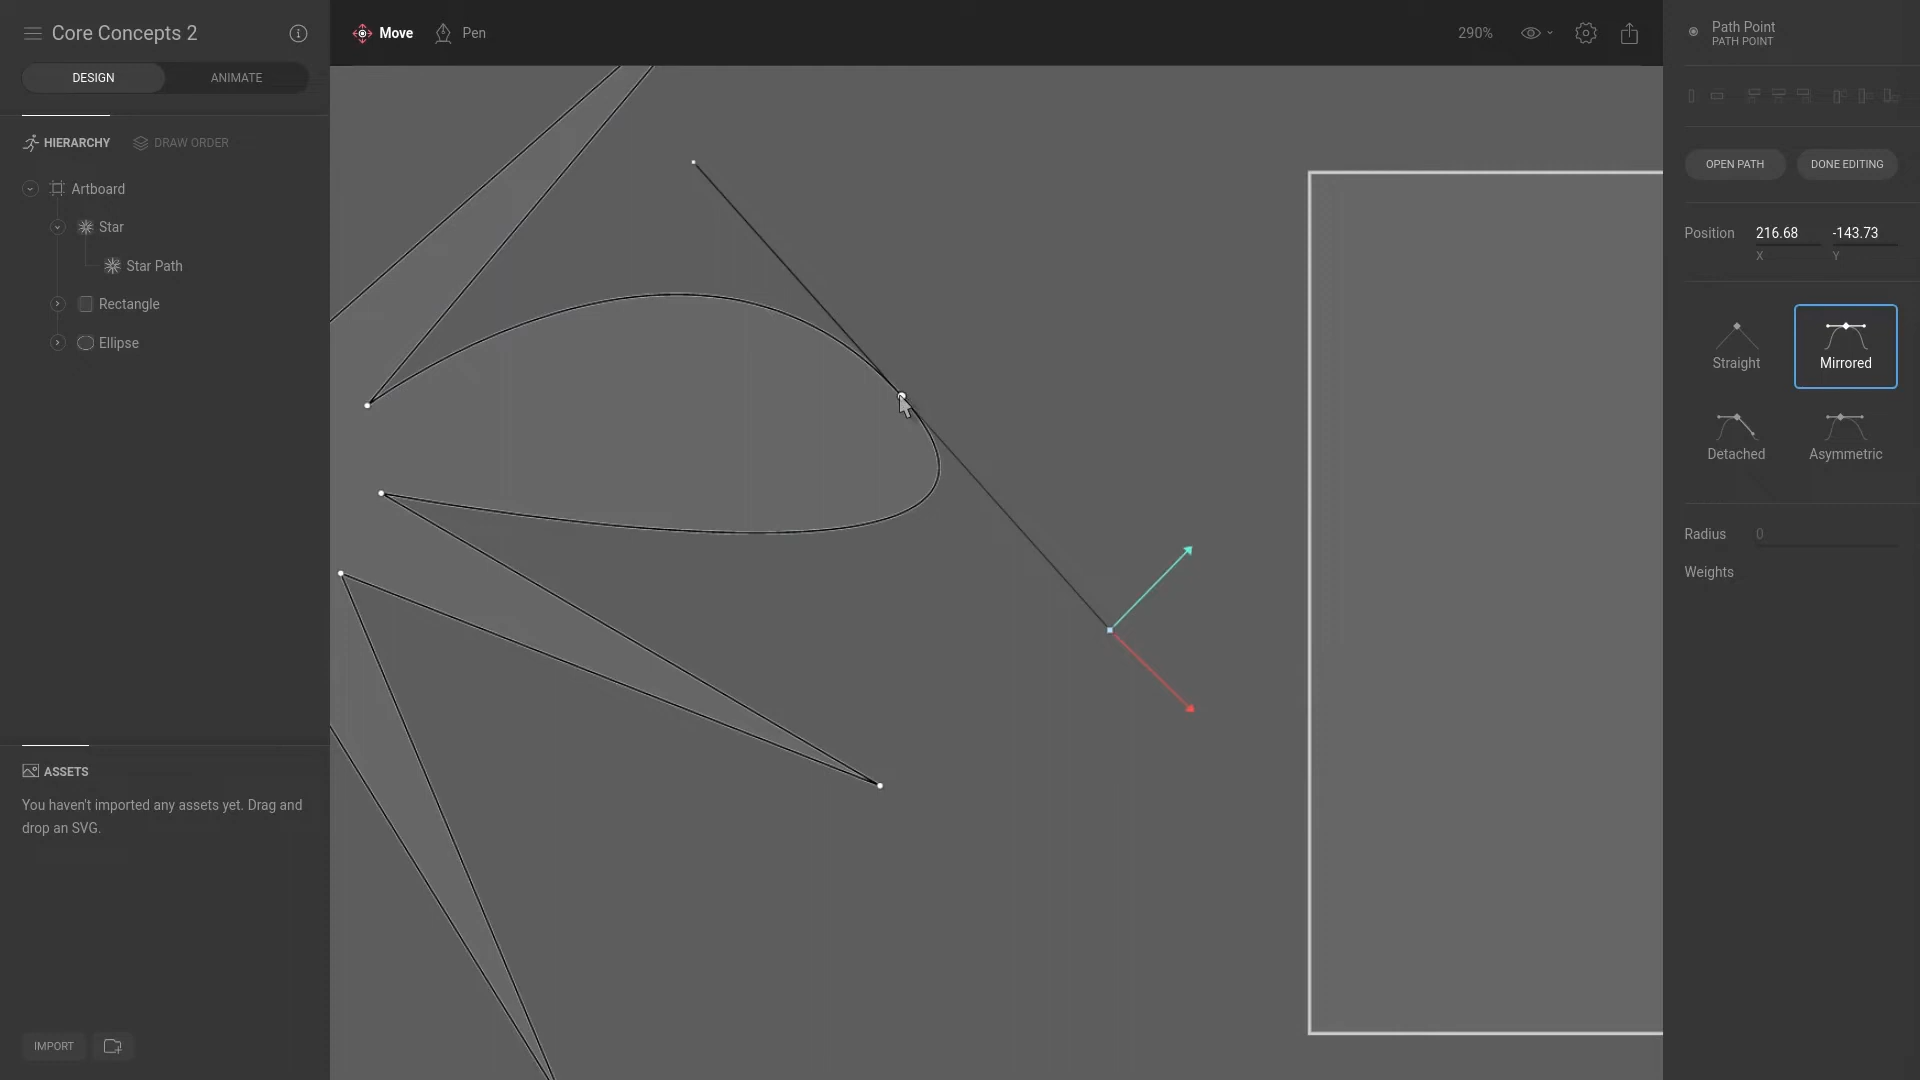 Core Concepts 2
Move
Pen
290%
Path Point
PATH POINT
DESIGN
ANIMATE
HIERARCHY
DRAW ORDER
OPEN PATH
DONE EDITING
Artboard
Star
Star Path
Rectangle
Ellipse
Position
216.68
-143.73
X
Y
Straight
Mirrored
Detached
Asymmetric
Radius
0
Weights
ASSETS
You haven't imported any assets yet. Drag and
drop an SVG.
IMPORT